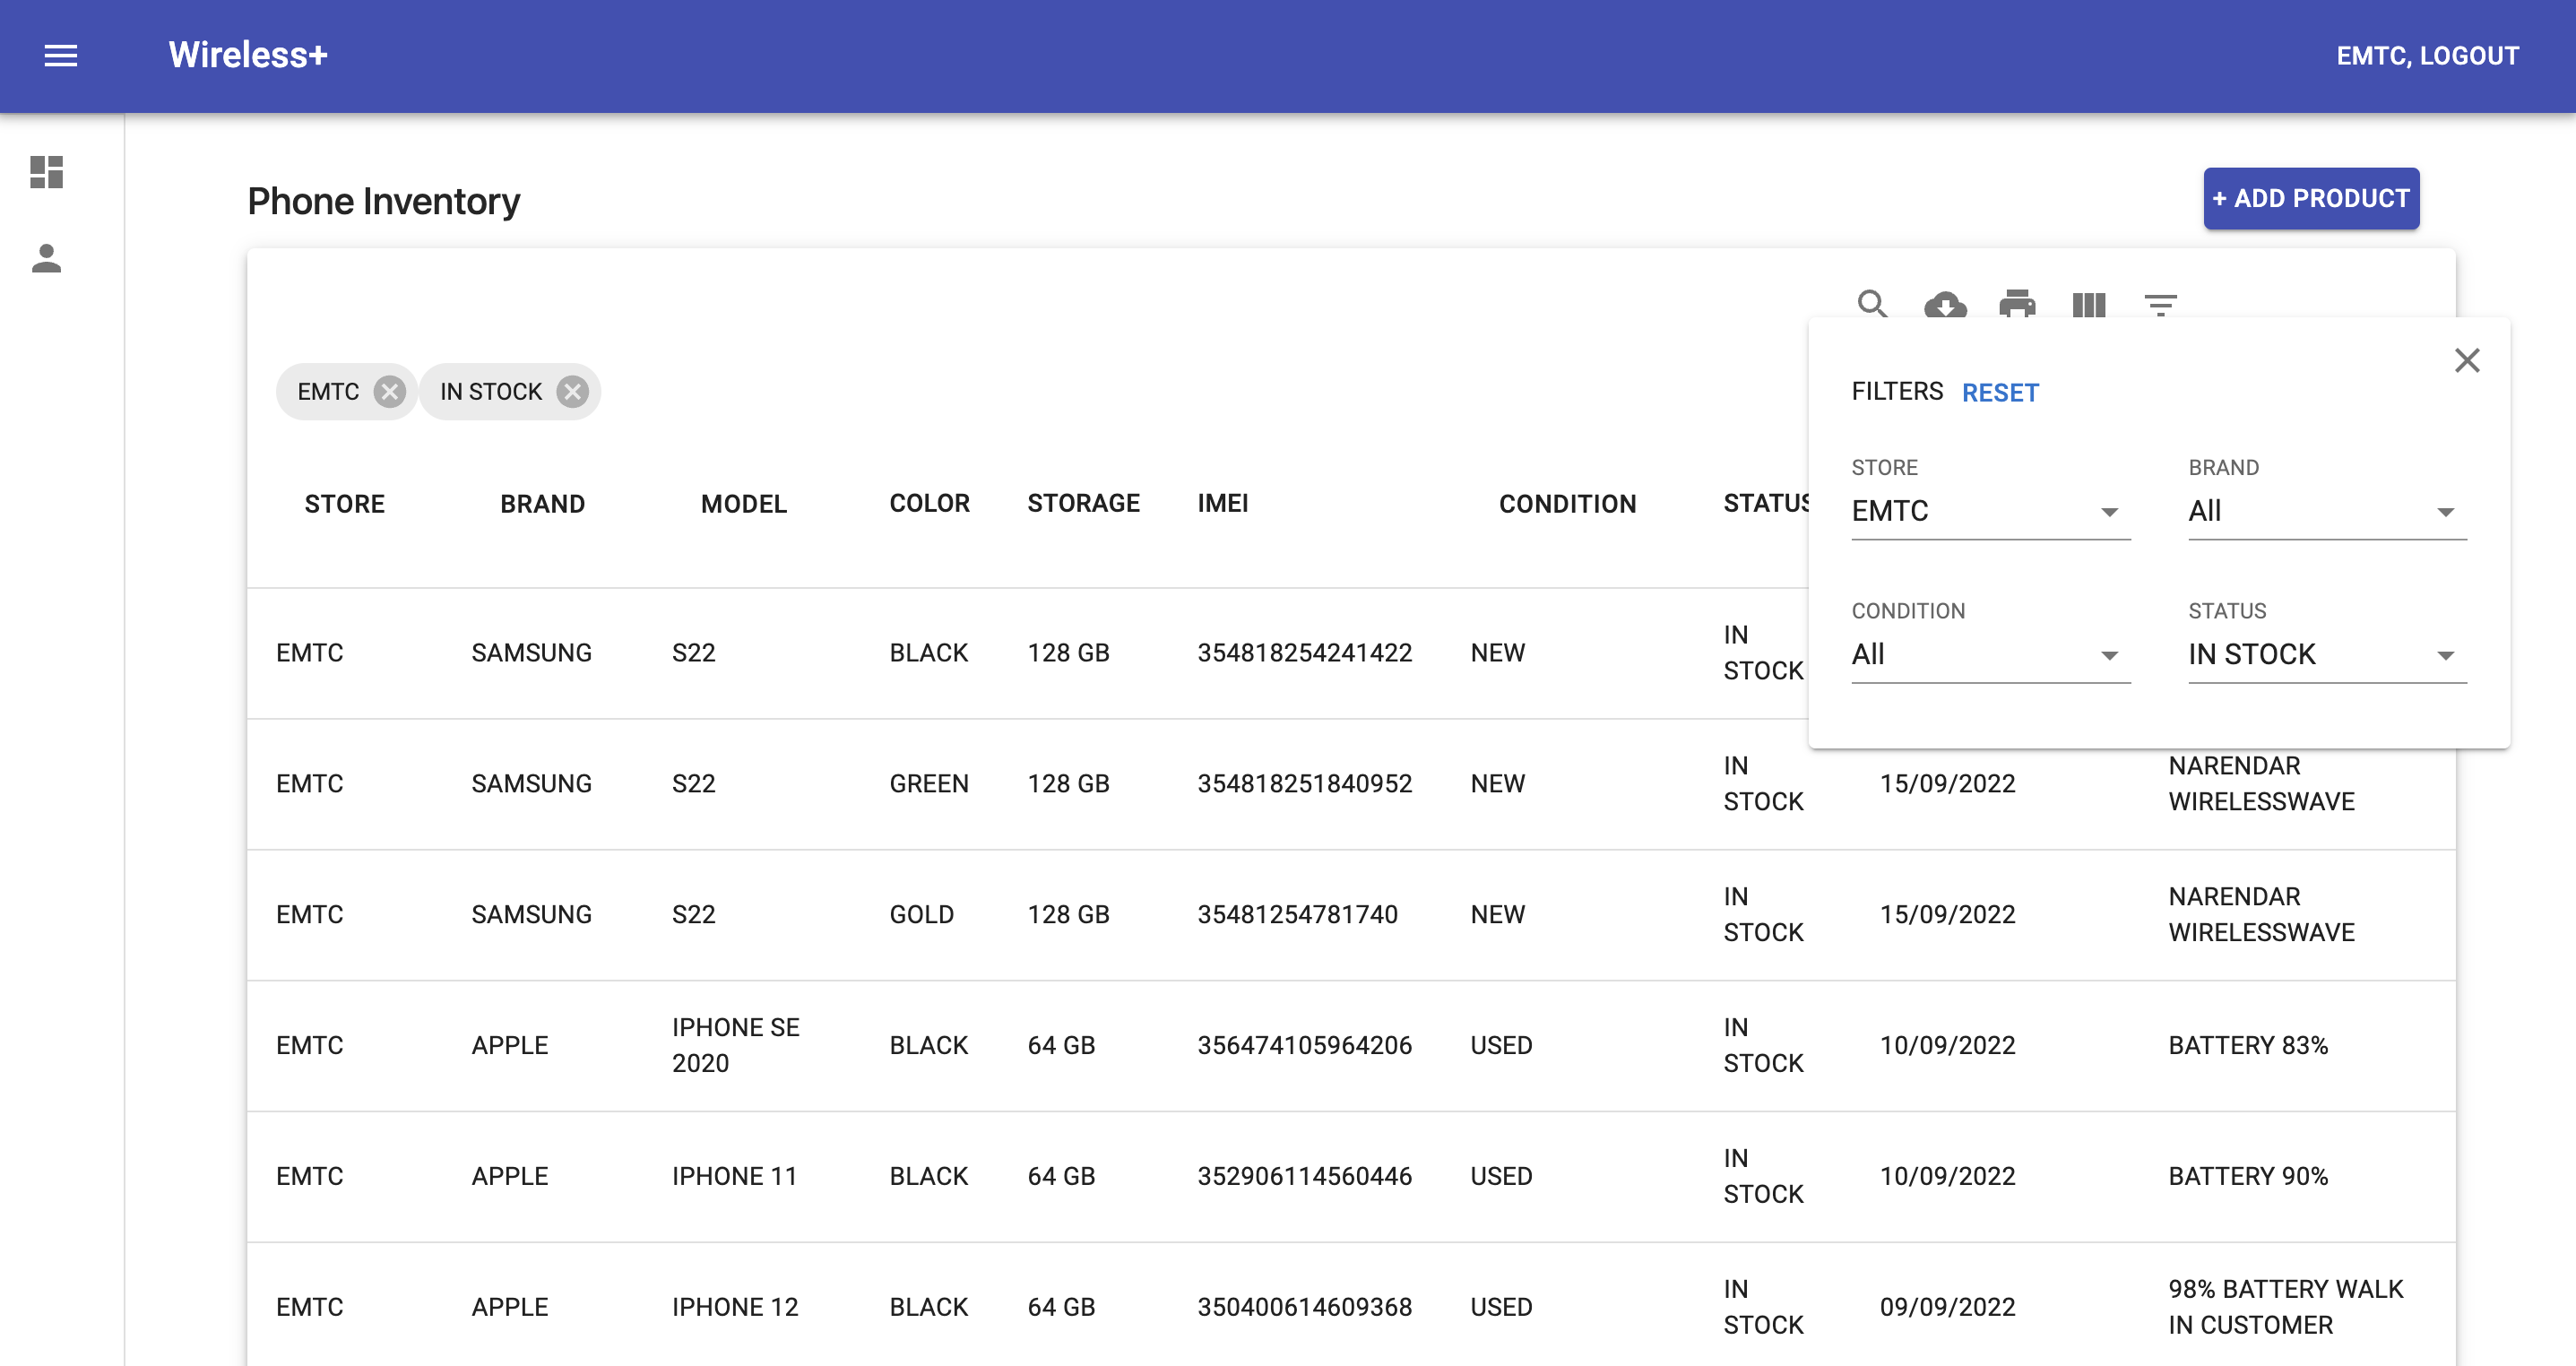 Wireless+
EMTC, LOGOUT
Phone Inventory
+ ADD PRODUCT
EMTC IN STOCK
FILTERS RESET
STORE BRAND
EMTC All
CONDITION STATUS
All IN STOCK
STORE BRAND MODEL COLOR STORAGE IMEI CONDITION STATUS
EMTC SAMSUNG S22 BLACK 128 GB 354818254241422 NEW IN STOCK
EMTC SAMSUNG S22 GREEN 128 GB 354818251840952 NEW IN STOCK 15/09/2022 NARENDAR WIRELESSWAVE
EMTC SAMSUNG S22 GOLD 128 GB 35481254781740 NEW IN STOCK 15/09/2022 NARENDAR WIRELESSWAVE
EMTC APPLE IPHONE SE 2020 BLACK 64 GB 356474105964206 USED IN STOCK 10/09/2022 BATTERY 83%
EMTC APPLE IPHONE 11 BLACK 64 GB 352906114560446 USED IN STOCK 10/09/2022 BATTERY 90%
EMTC APPLE IPHONE 12 BLACK 64 GB 350400614609368 USED IN STOCK 09/09/2022 98% BATTERY WALK IN CUSTOMER